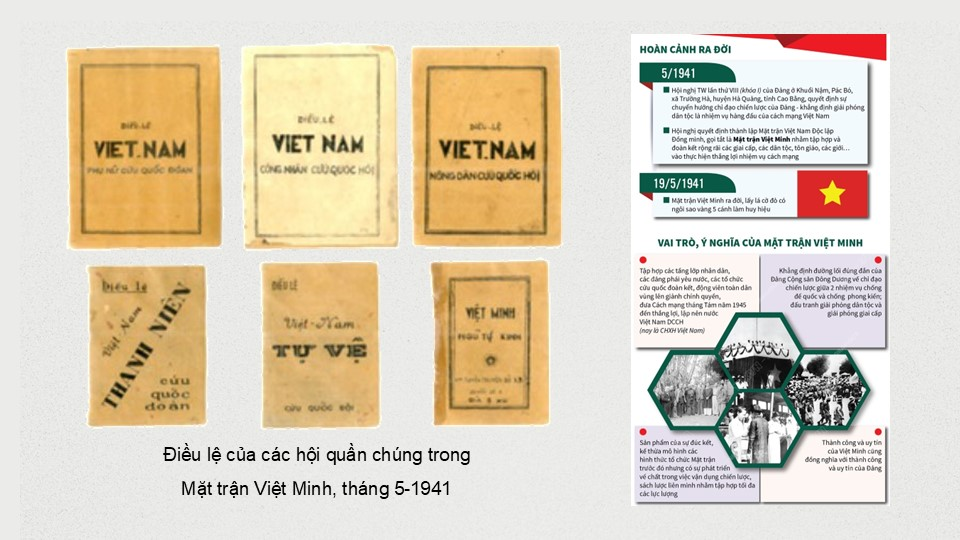 ĐIỀU LỆ
VIET.NAM
PHỤ NỮ CỨU QUỐC ĐOÀN
ĐIỀU-LỆ
VIỆT NAM
CÔNG NHÂN CỨU QUỐC HỘI
ĐIỀU-LỆ
VIET.NAM
NÔNG DÂN CỨU QUỐC HỘI
Điều lệ
Việt Nam
THANH NIÊN
cứu
quốc
đoàn
ĐIỀU LỆ
Việt-Nam
TỰ VỆ
CỨU QUỐC HỘI
VIỆT MINH
NGŨ TỰ KINH
Điều lệ của các hội quần chúng trong
Mặt trận Việt Minh, tháng 5-1941
HOÀN CẢNH RA ĐỜI
5/1941
Hội nghị TW lần thứ VIII (khóa I) của Đảng ở Khuổi Nậm, Pác Bó,
xã Trường Hà, huyện Hà Quảng, tỉnh Cao Bằng, quyết định sự
chuyển hướng chỉ đạo chiến lược của Đảng - khẳng định giải phóng
dân tộc là nhiệm vụ hàng đầu của cách mạng Việt Nam
Hội nghị quyết định thành lập Mặt trận Việt Nam Độc lập
Đồng minh, gọi tắt là Mặt trận Việt Minh nhằm tập hợp và
đoàn kết rộng rãi các giai cấp, các dân tộc, tôn giáo, các giới...
vào thực hiện thắng lợi nhiệm vụ cách mạng
19/5/1941
Mặt trận Việt Minh ra đời, lấy lá cờ đỏ có
ngôi sao vàng 5 cánh làm huy hiệu
VAI TRÒ, Ý NGHĨA CỦA MẶT TRẬN VIỆT MINH
Tập hợp các tầng lớp nhân dân,
các đảng phái yêu nước, các tổ chức
cứu quốc đoàn kết, động viên toàn dân
vùng lên giành chính quyền,
đưa Cách mạng tháng Tám năm 1945
đến thắng lợi, lập nên nước
Việt Nam DCCH
(nay là CHXH Việt Nam)
Khẳng định đường lối đúng đắn của
Đảng Cộng sản Đông Dương về chỉ đạo
chiến lược giữa 2 nhiệm vụ chống
đế quốc và chống phong kiến;
đấu tranh giải phóng dân tộc và
giải phóng giai cấp
Sản phẩm của sự đúc kết,
kế thừa mô hình các
hình thức tổ chức Mặt trận
trước đó nhưng có sự phát triển
về chất trong việc vận dụng chiến lược,
sách lược liên minh nhằm tập hợp tối đa
các lực lượng
Thành công và uy tín
của Việt Minh cũng
đồng nghĩa với thành công
và uy tín của Đảng